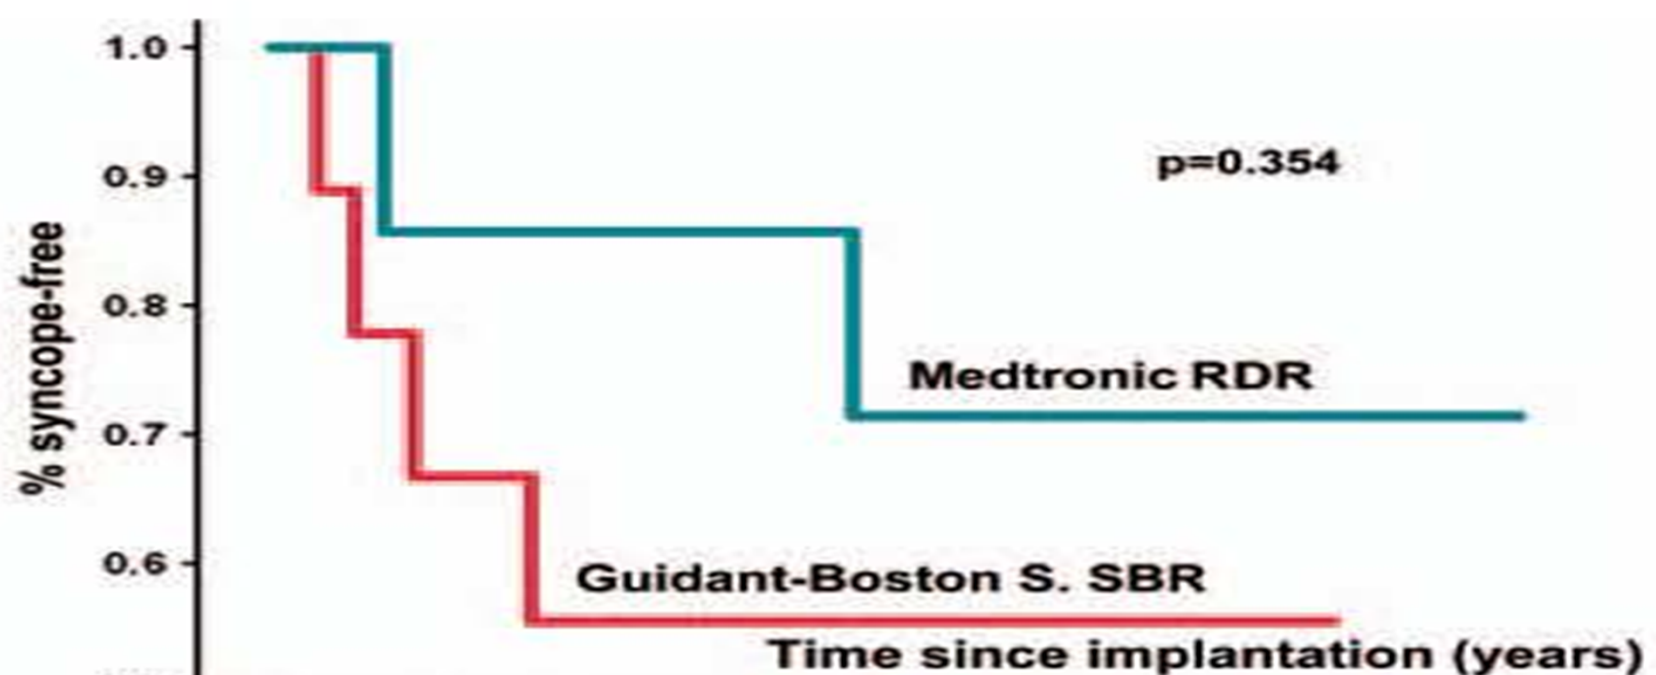 1.0
0.9
p=0.354
% syncope-free
0.8
Medtronic RDR
0.7
0.6
Guidant-Boston S. SBR
Time since implantation (years)